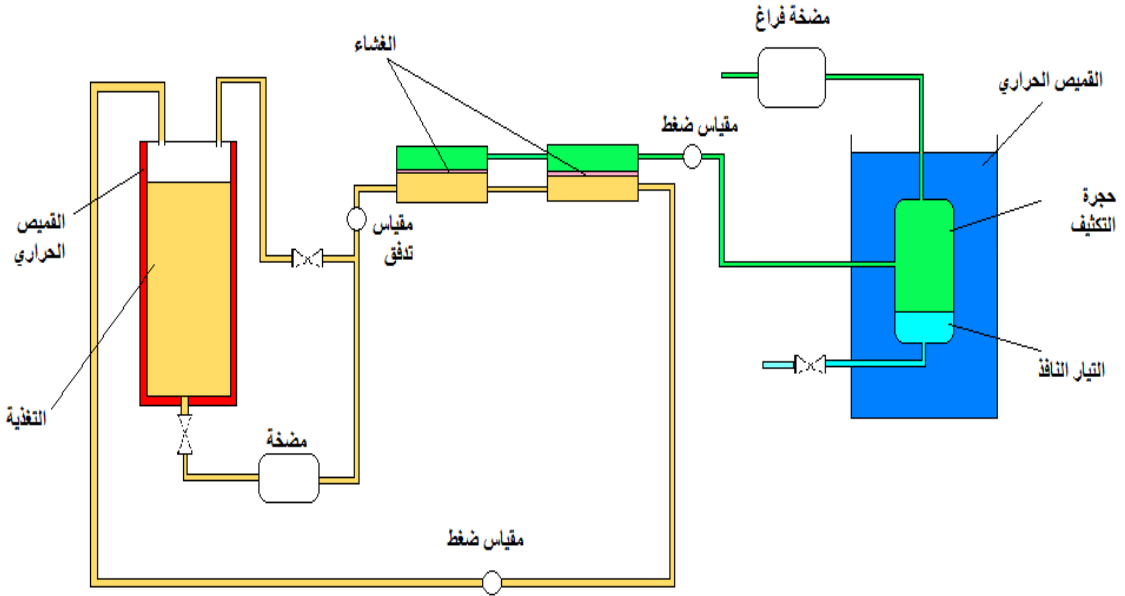 مضخة فراغ
الغشاء
القميص الحراري
مقياس ضغط
حجرة
التكثيف
القميص
الحراري
مقياس
تدفق
التيار النافذ
التغذية
مضخة
مقياس ضغط